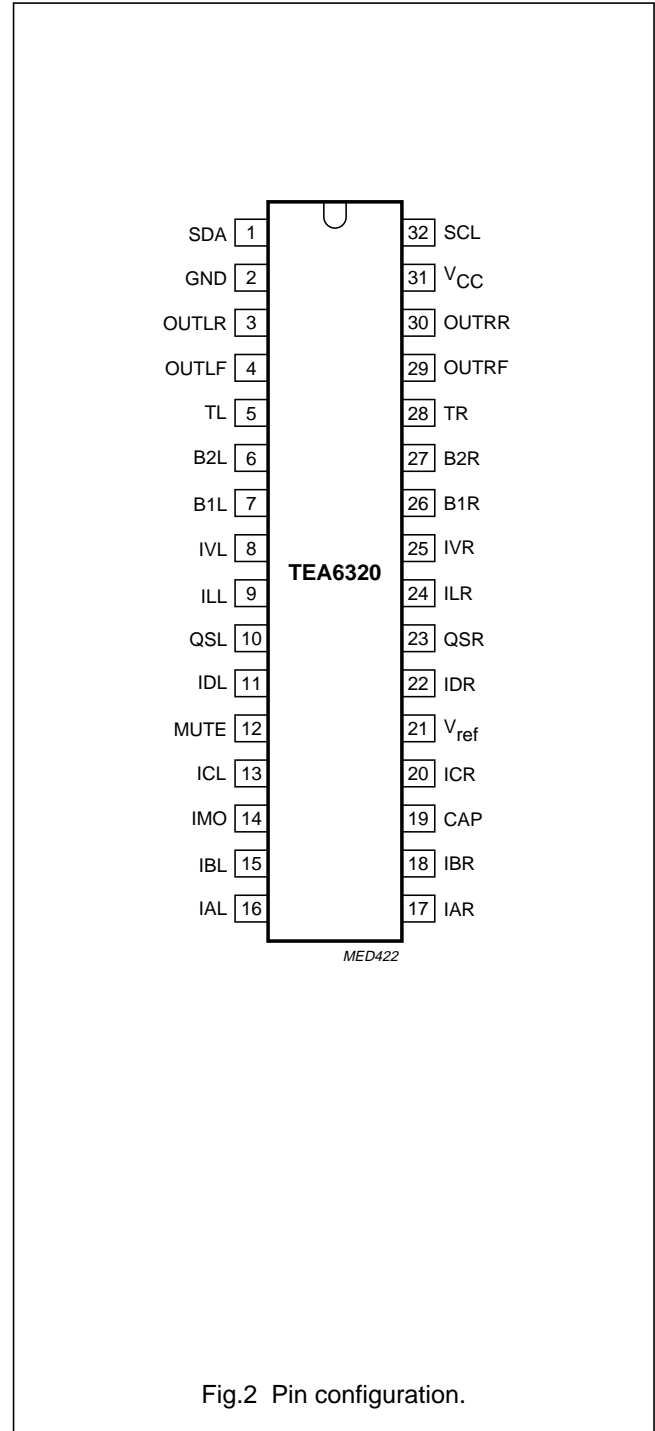 SDA 1 32 SCL
GND 2 31 VCC
OUTLR 3 30 OUTRR
OUTLF 4 29 OUTRF
TL 5 28 TR
B2L 6 27 B2R
B1L 7 26 B1R
IVL 8 25 IVR
TEA6320
ILL 9 24 ILR
QSL 10 23 QSR
IDL 11 22 IDR
MUTE 12 21 Vref
ICL 13 20 ICR
IMO 14 19 CAP
IBL 15 18 IBR
IAL 16 17 IAR
MED422
Fig.2 Pin configuration.